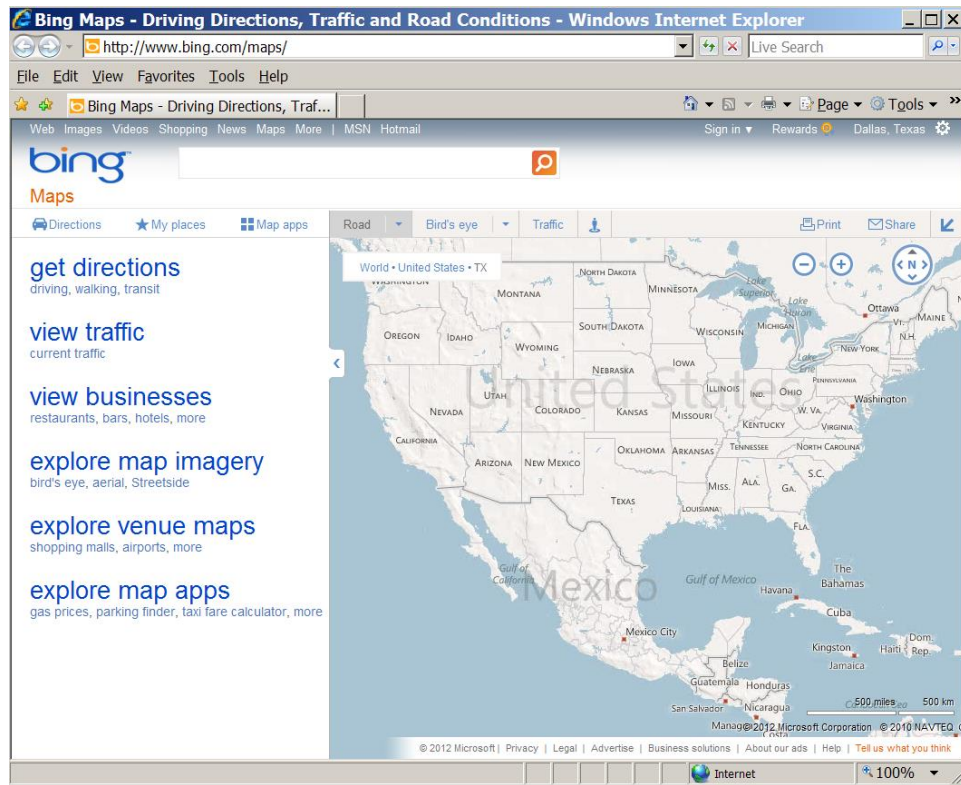 Bing Maps - Driving Directions, Traffic and Road Conditions - Windows Internet Explorer
http://www.bing.com/maps/ Live Search
File Edit View Favorites Tools Help
Bing Maps - Driving Directions, Traf... Page Tools »
Web Images Videos Shopping News Maps More | MSN Hotmail Sign in Rewards Dallas, Texas
bing
Maps
Directions My places Map apps Road Bird's eye Traffic Print Share
get directions
driving, walking, transit
view traffic
current traffic
view businesses
restaurants, bars, hotels, more
explore map imagery
bird's eye, aerial, Streetside
explore venue maps
shopping malls, airports, more
explore map apps
gas prices, parking finder, taxi fare calculator, more
World • United States • TX
N
WASHINGTON
MONTANA
NORTH DAKOTA
MINNESOTA
Lake Superior
Lake Huron
Ottawa
MAINE
VT.
N.H.
OREGON
IDAHO
WYOMING
SOUTH DAKOTA
WISCONSIN
MICHIGAN
NEW YORK
Lake Erie
NEBRASKA
IOWA
PENNSYLVANIA
United States
NEVADA
UTAH
COLORADO
KANSAS
MISSOURI
ILLINOIS
IND.
OHIO
W. VA.
Washington
KENTUCKY
VIRGINIA
CALIFORNIA
ARIZONA
NEW MEXICO
OKLAHOMA
ARKANSAS
TENNESSEE
NORTH CAROLINA
S.C.
MISS.
ALA.
GA.
TEXAS
LOUISIANA
FLA.
Gulf of California
Mexico
Gulf of Mexico
Havana
The Bahamas
Cuba
Mexico City
Kingston
Jamaica
Haiti
Dom. Rep.
Belize
Guatemala
Honduras
San Salvador
Nicaragua
500 miles 500 km
© 2012 Microsoft Corporation © 2010 NAVTEQ
© 2012 Microsoft | Privacy | Legal | Advertise | Business solutions | About our ads | Help | Tell us what you think
Internet 100%